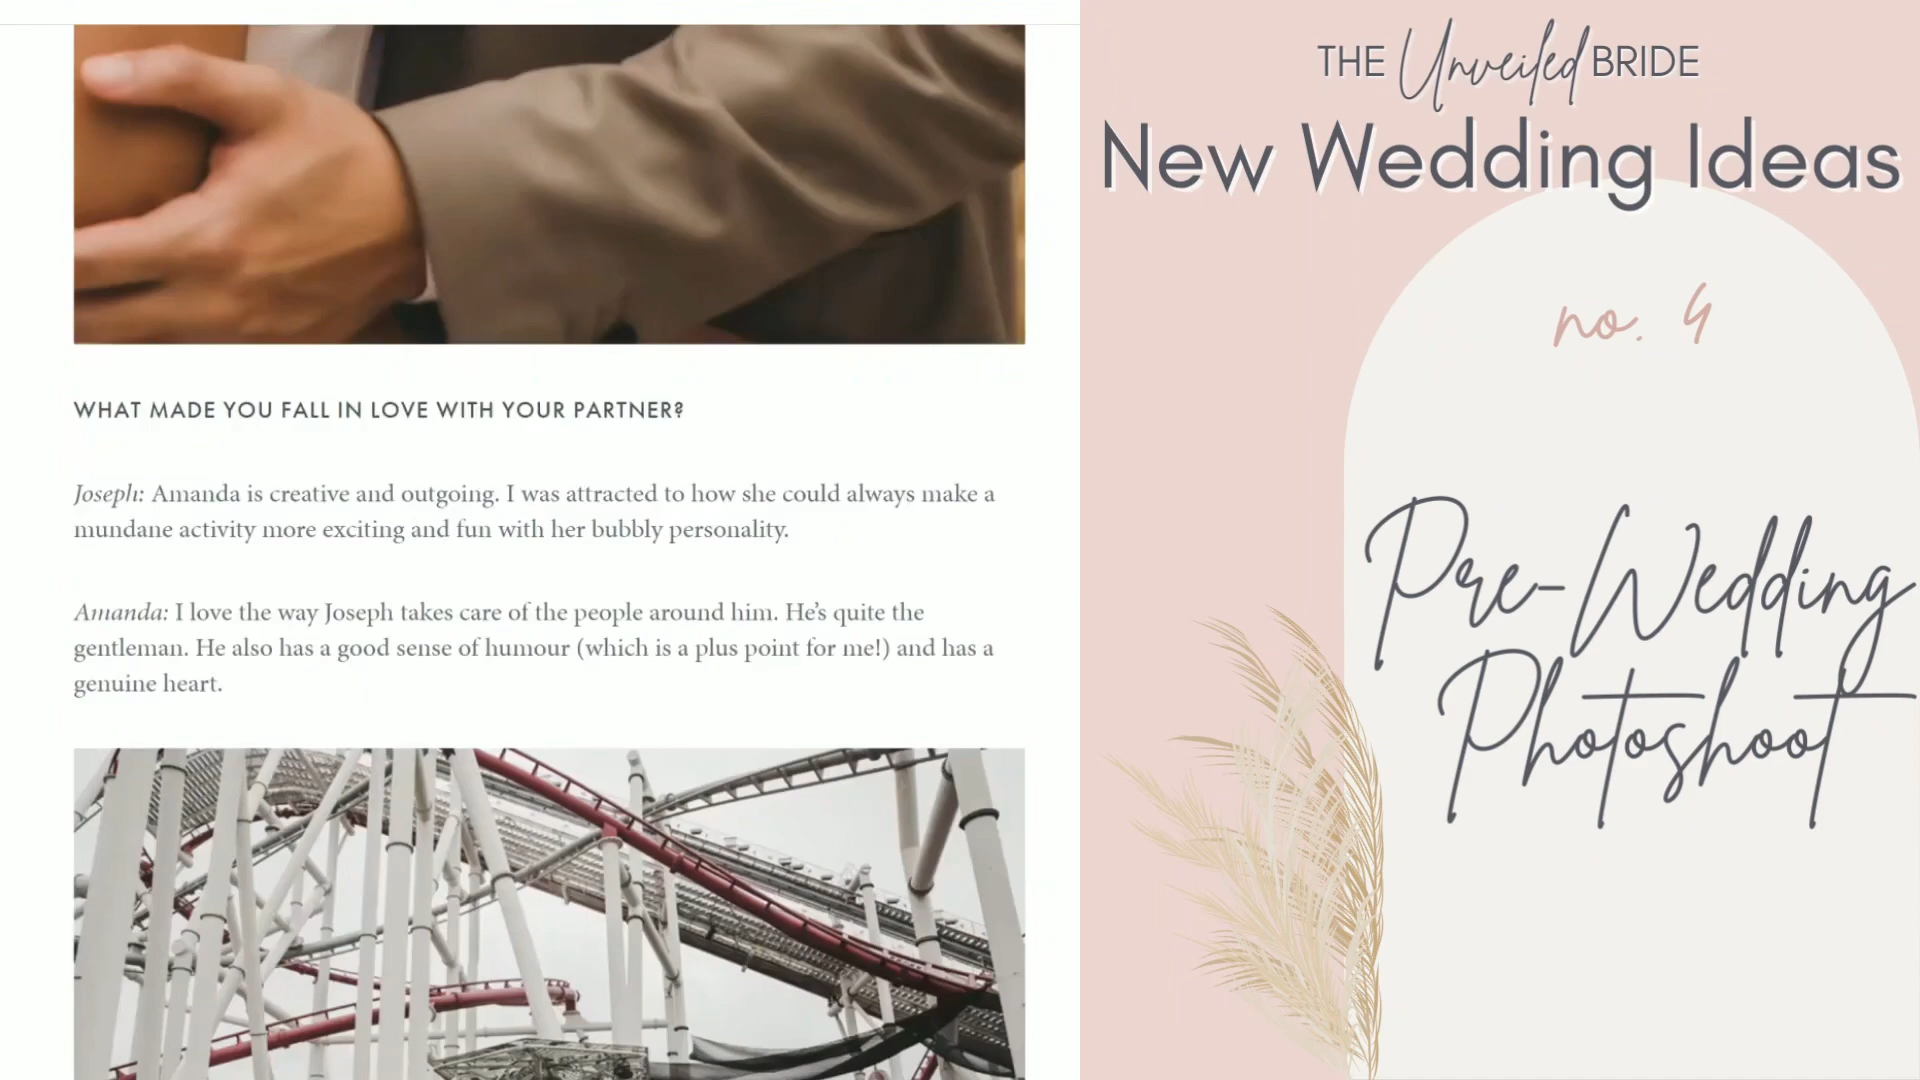 WHAT MADE YOU FALL IN LOVE WITH YOUR PARTNER?
Joseph: Amanda is creative and outgoing. I was attracted to how she could always make a
mundane activity more exciting and fun with her bubbly personality.
Amanda: I love the way Joseph takes care of the people around him. He’s quite the
gentleman. He also has a good sense of humour (which is a plus point for me!) and has a
genuine heart.
THE Unveiled BRIDE
New Wedding Ideas
no. 4
Pre-Wedding
Photoshoot